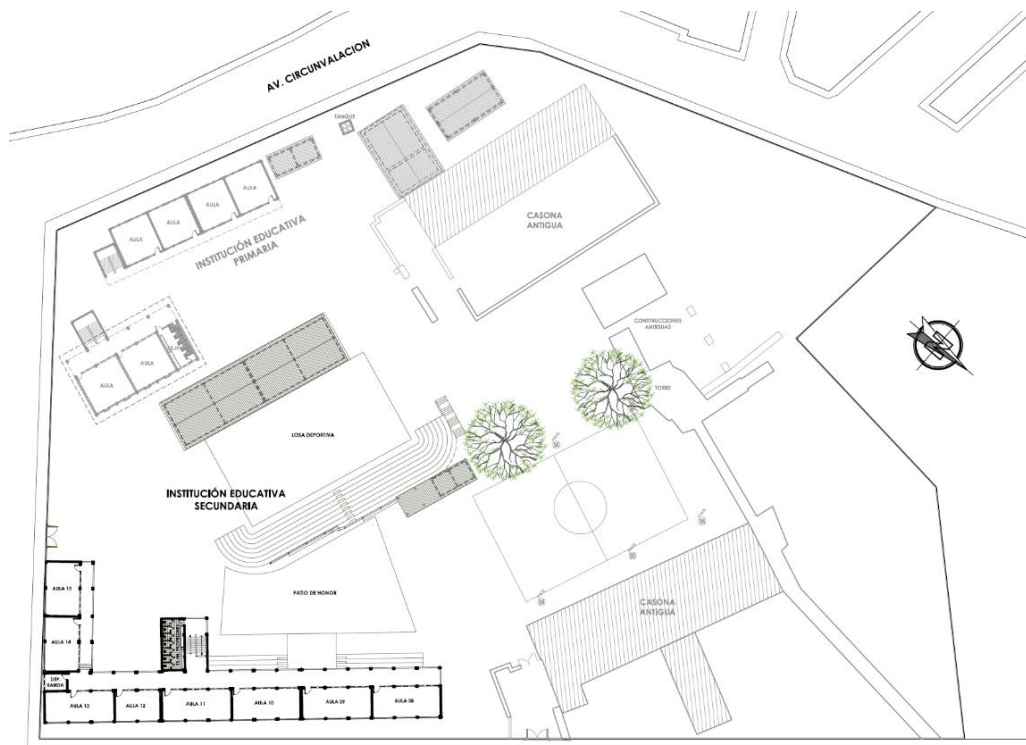 AV. CIRCUNVALACION
TANQUE
AULA
AULA
AULA
AULA
INSTITUCIÓN EDUCATIVA
PRIMARIA
CASONA
ANTIGUA
CONSTRUCCIONES
ANTIGUAS
AULA
AULA
TORRE
LOSA DEPORTIVA
INSTITUCIÓN EDUCATIVA
SECUNDARIA
AULA 15
PATIO DE HONOR
CASONA
ANTIGUA
AULA 14
DEP.
BANDA
AULA 13
AULA 12
AULA 11
AULA 10
AULA 09
AULA 08